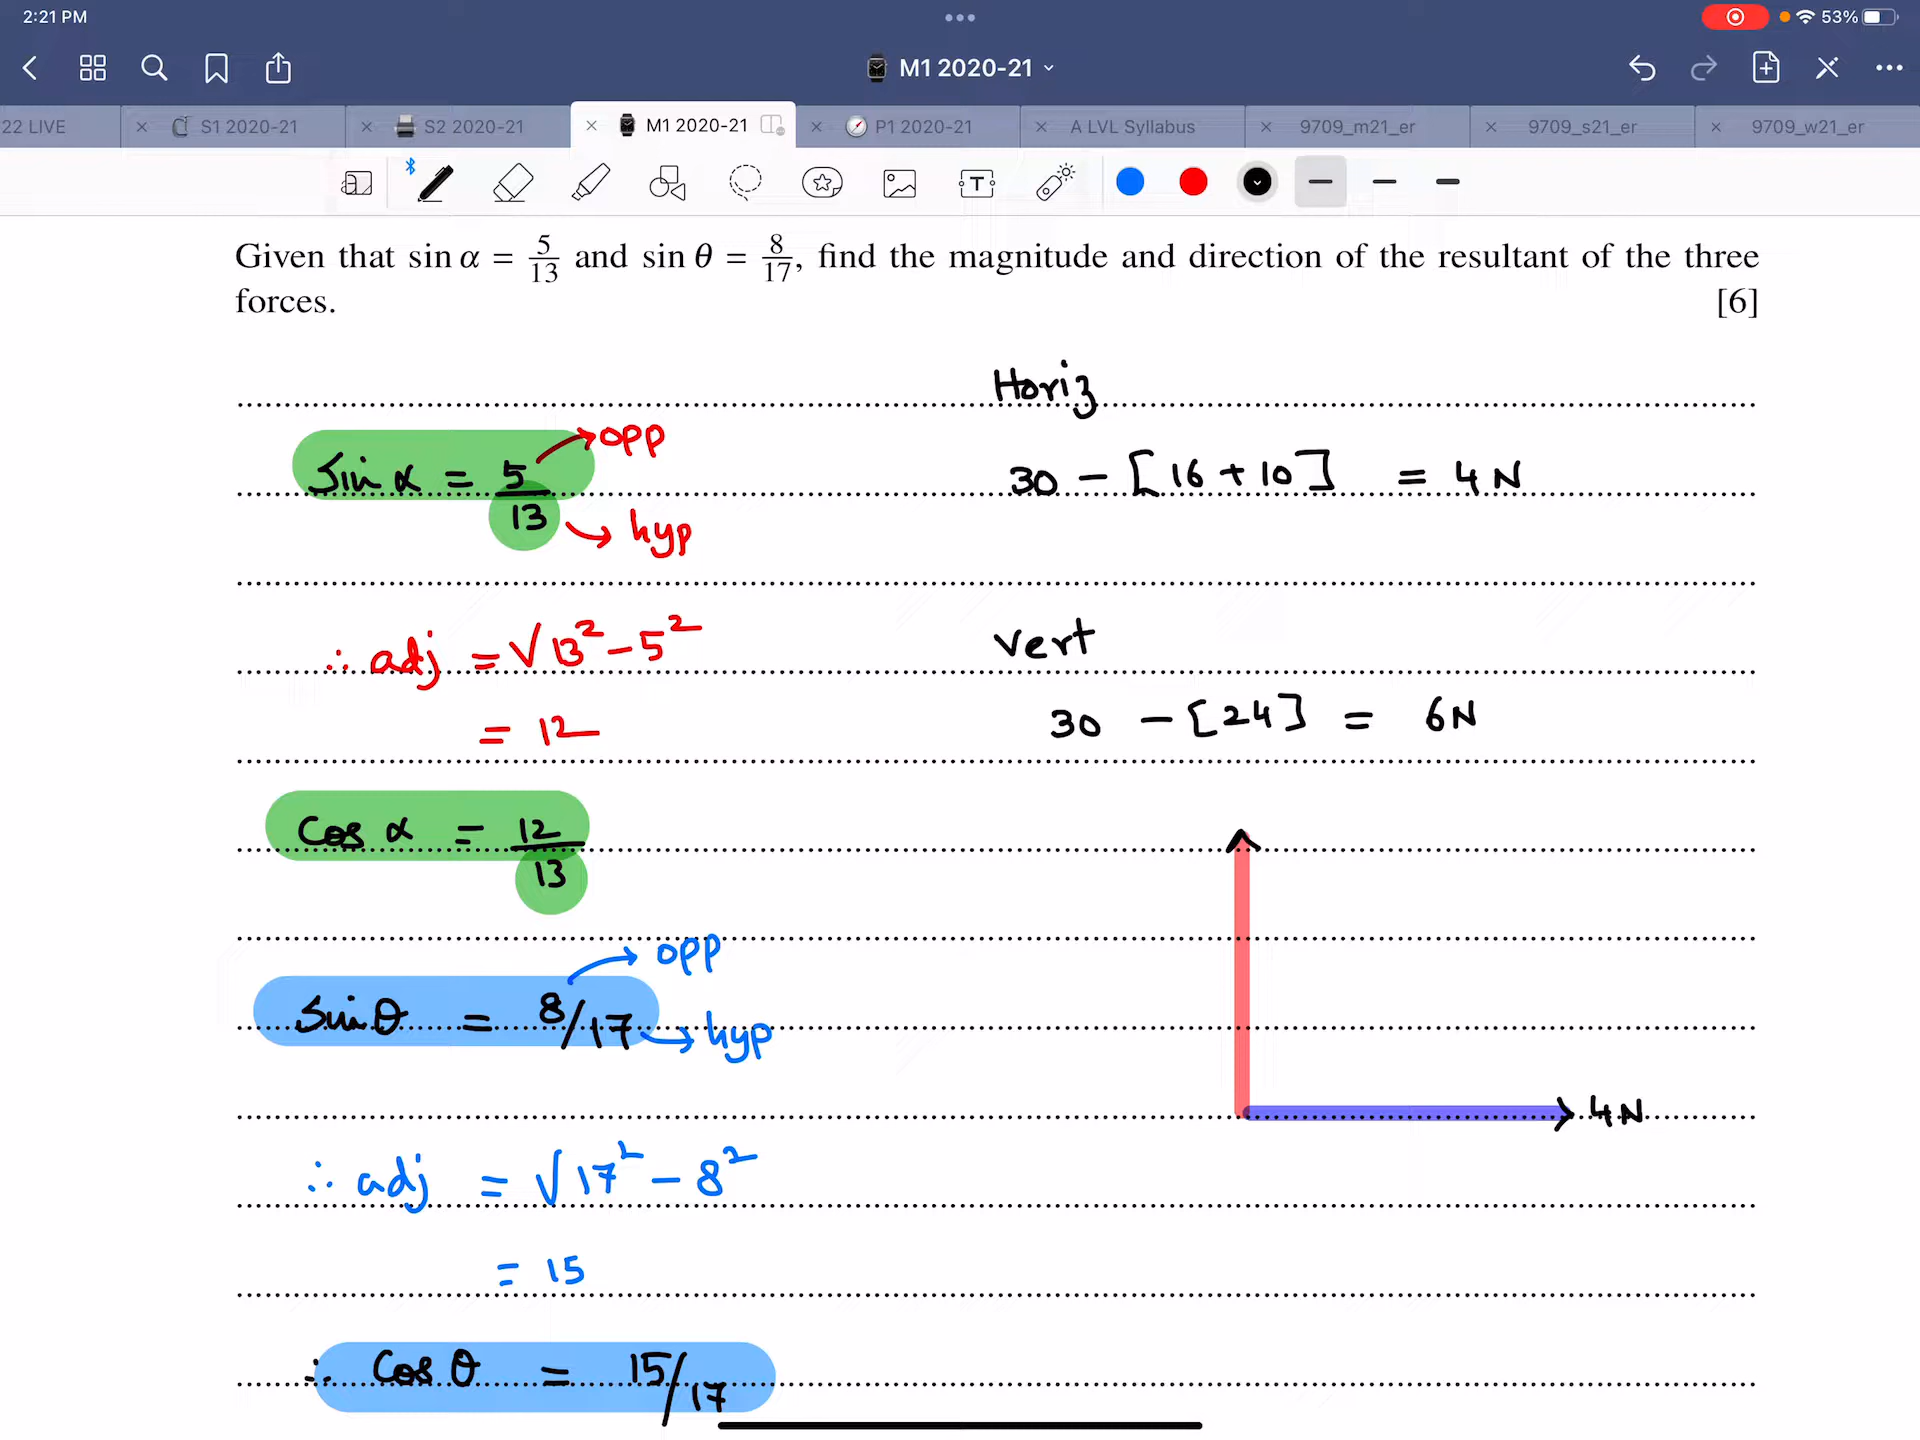 2:21 PM
53%
M1 2020-21
22 LIVE
S1 2020-21
S2 2020-21
M1 2020-21
P1 2020-21
A LVL Syllabus
9709_m21_er
9709_s21_er
9709_w21_er
Given that sin α = 5/13 and sin θ = 8/17, find the magnitude and direction of the resultant of the three
forces. [6]
sin α = 5/13
opp
hyp
∴ adj = √13² − 5²
= 12
cos α = 12/13
sin θ = 8/17
opp
hyp
∴ adj = √17² − 8²
= 15
∴ cos θ = 15/17
Horiz
30 − [16 + 10] = 4N
Vert
30 − [24] = 6N
4N